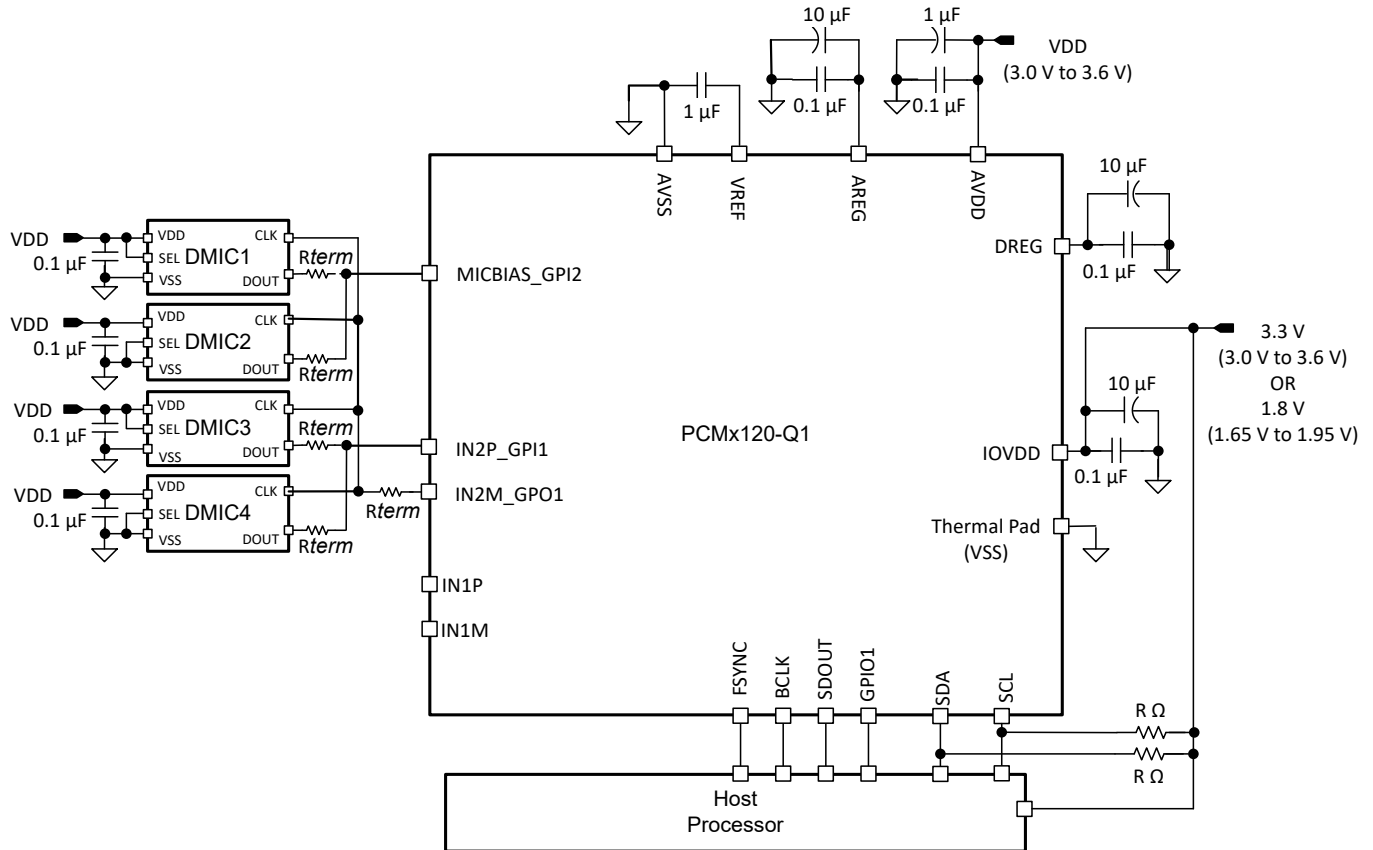 10 µF
1 µF
VDD
(3.0 V to 3.6 V)
0.1 µF
0.1 µF
1 µF
AVSS
VREF
AREG
AVDD
10 µF
DREG
0.1 µF
VDD
0.1 µF
VDD
SEL
VSS
DMIC1
CLK
DOUT
Rterm
MICBIAS_GPI2
VDD
0.1 µF
VDD
SEL
VSS
DMIC2
CLK
DOUT
Rterm
VDD
0.1 µF
VDD
SEL
VSS
DMIC3
CLK
DOUT
Rterm
IN2P_GPI1
VDD
0.1 µF
VDD
SEL
VSS
DMIC4
CLK
DOUT
Rterm
Rterm
IN2M_GPO1
IN1P
IN1M
PCMx120-Q1
3.3 V
(3.0 V to 3.6 V)
OR
1.8 V
(1.65 V to 1.95 V)
10 µF
IOVDD
0.1 µF
Thermal Pad
(VSS)
FSYNC
BCLK
SDOUT
GPIO1
SDA
SCL
R Ω
R Ω
Host
Processor